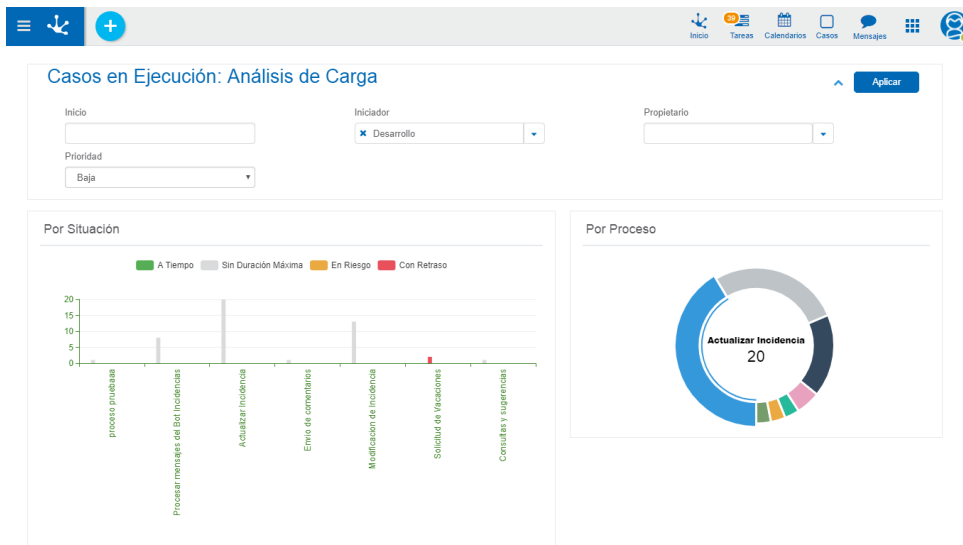 39
Inicio
Tareas
Calendarios
Casos
Mensajes
Casos en Ejecución: Análisis de Carga
Aplicar
Inicio
Iniciador
Propietario
Desarrollo
Prioridad
Baja
Por Situación
A Tiempo
Sin Duración Máxima
En Riesgo
Con Retraso
20
15
10
5
0
proceso pruebaaa
Procesar mensajes del Bot Incidencias
Actualizar Incidencia
Envio de comentarios
Modificacion de Incidencia
Solicitud de Vacaciones
Consultas y sugerencias
Por Proceso
Actualizar Incidencia
20